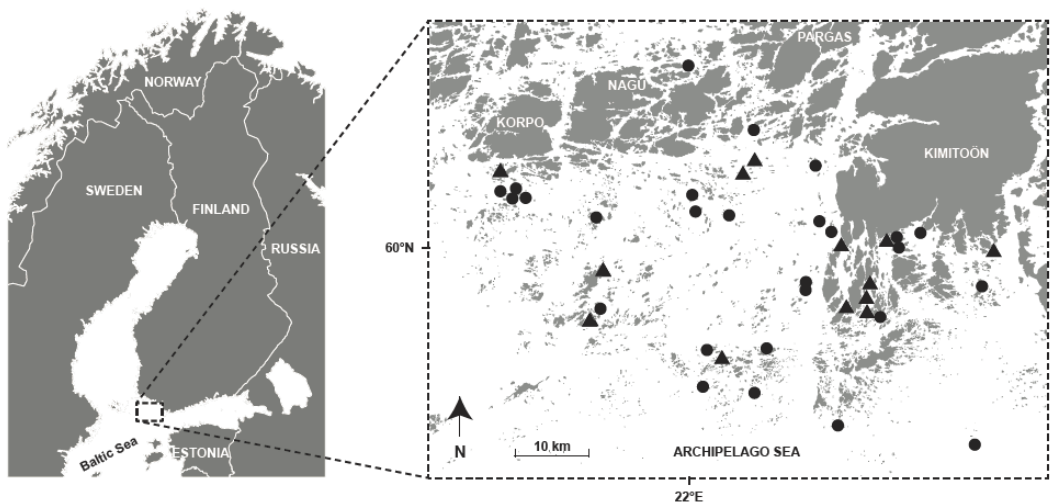 NORWAY
SWEDEN
FINLAND
RUSSIA
Baltic Sea
ESTONIA
PARGAS
NAGU
KORPO
KIMITOÖN
60°N
N
10 km
ARCHIPELAGO SEA
22°E